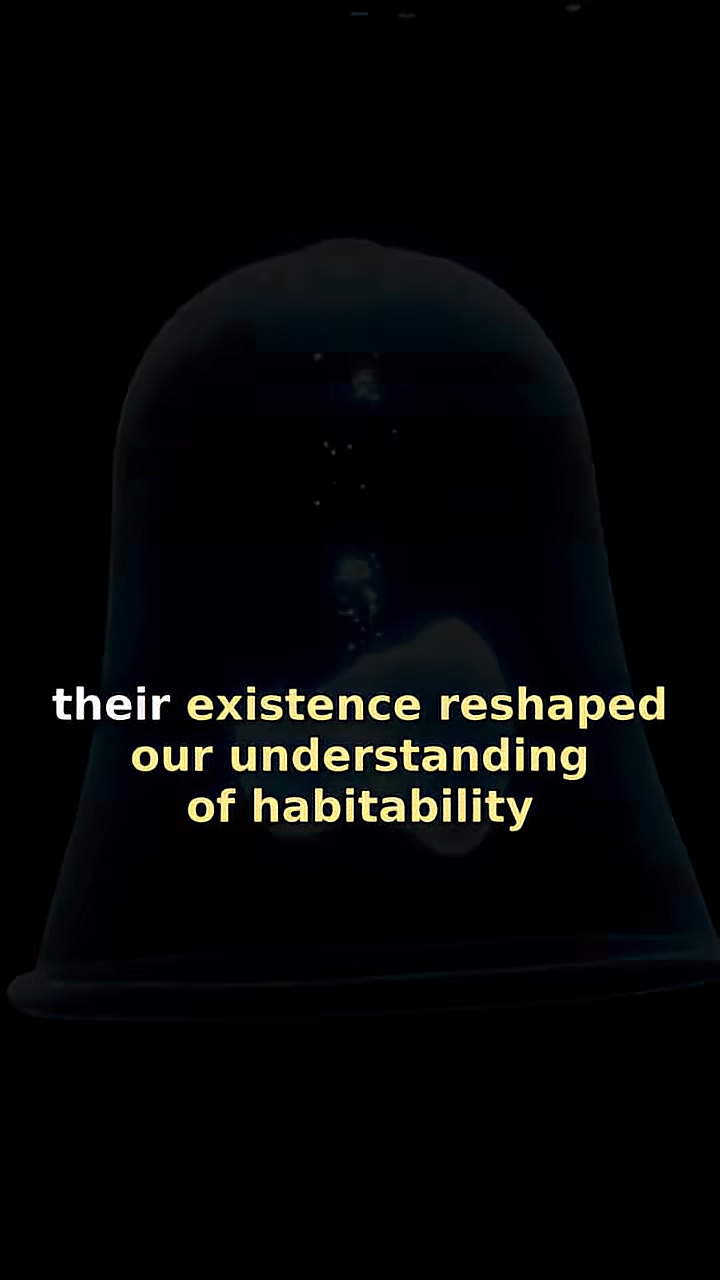 their existence reshaped
our understanding
of habitability